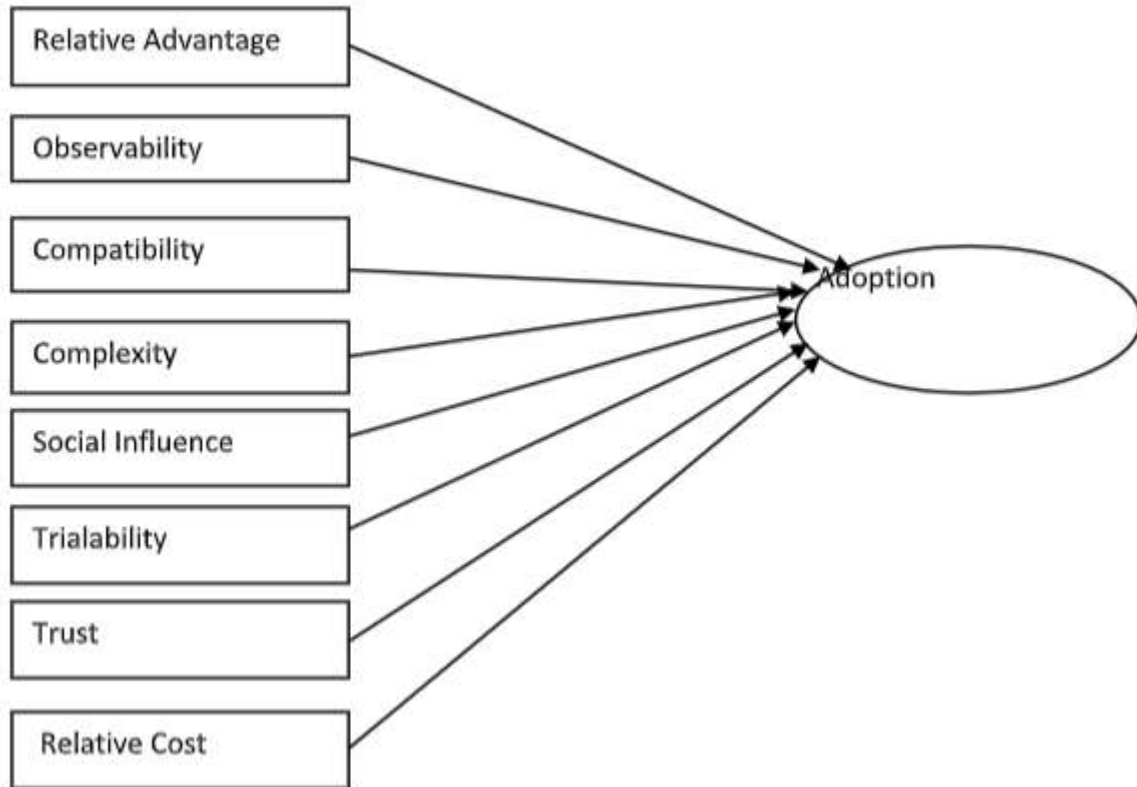 Relative Advantage
Observability
Compatibility
Adoption
Complexity
Social Influence
Trialability
Trust
Relative Cost